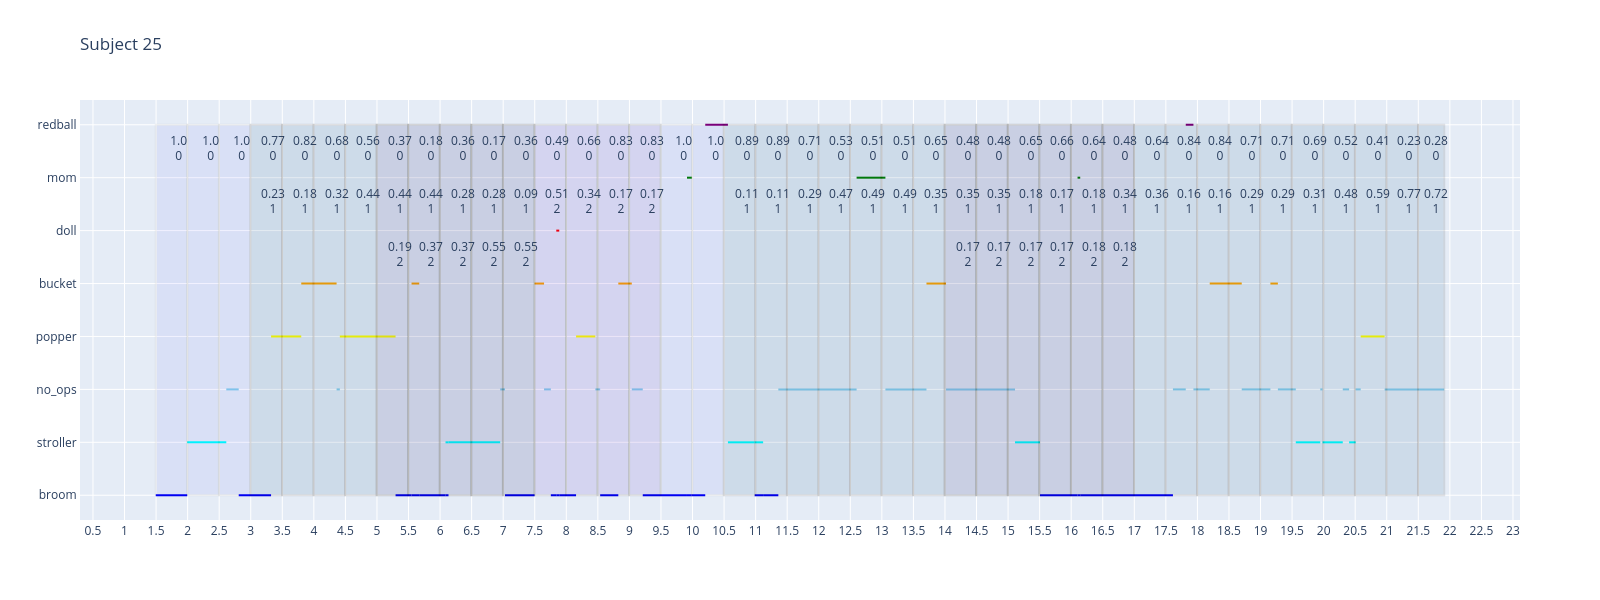 Subject 25
redball
1.0 1.0 1.0 0.77 0.82 0.68 0.56 0.37 0.18 0.36 0.17 0.36 0.49 0.66 0.83 0.83 1.0 1.0 0.89 0.89 0.71 0.53 0.51 0.51 0.65 0.48 0.48 0.65 0.66 0.64 0.48 0.64 0.84 0.84 0.71 0.71 0.69 0.52 0.41 0.23 0.28
0 0 0 0 0 0 0 0 0 0 0 0 0 0 0 0 0 0 0 0 0 0 0 0 0 0 0 0 0 0 0 0 0 0 0 0 0 0 0 0 0
mom
0.23 0.18 0.32 0.44 0.44 0.44 0.28 0.28 0.09 0.51 0.34 0.17 0.17 0.11 0.11 0.29 0.47 0.49 0.49 0.35 0.35 0.35 0.18 0.17 0.18 0.34 0.36 0.16 0.16 0.29 0.29 0.31 0.48 0.59 0.77 0.72
1 1 1 1 1 1 1 1 1 2 2 2 2 1 1 1 1 1 1 1 1 1 1 1 1 1 1 1 1 1 1 1 1 1 1 1
doll
0.19 0.37 0.37 0.55 0.55 0.17 0.17 0.17 0.17 0.18 0.18
2 2 2 2 2 2 2 2 2 2 2
bucket
popper
no_ops
stroller
broom
0.5 1 1.5 2 2.5 3 3.5 4 4.5 5 5.5 6 6.5 7 7.5 8 8.5 9 9.5 10 10.5 11 11.5 12 12.5 13 13.5 14 14.5 15 15.5 16 16.5 17 17.5 18 18.5 19 19.5 20 20.5 21 21.5 22 22.5 23